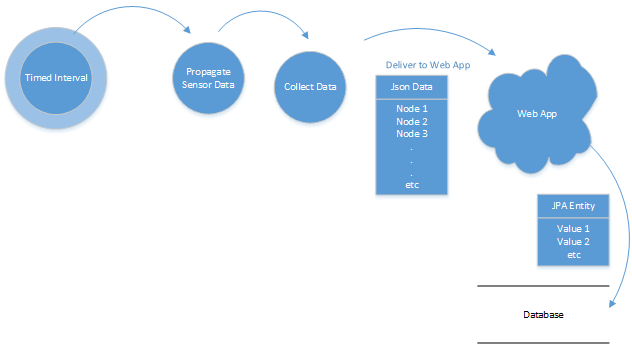 Timed Interval
Propagate
Sensor Data
Collect Data
Deliver to Web App
Json Data
Node 1
Node 2
Node 3
.
.
.
etc
Web App
JPA Entity
Value 1
Value 2
etc
Database